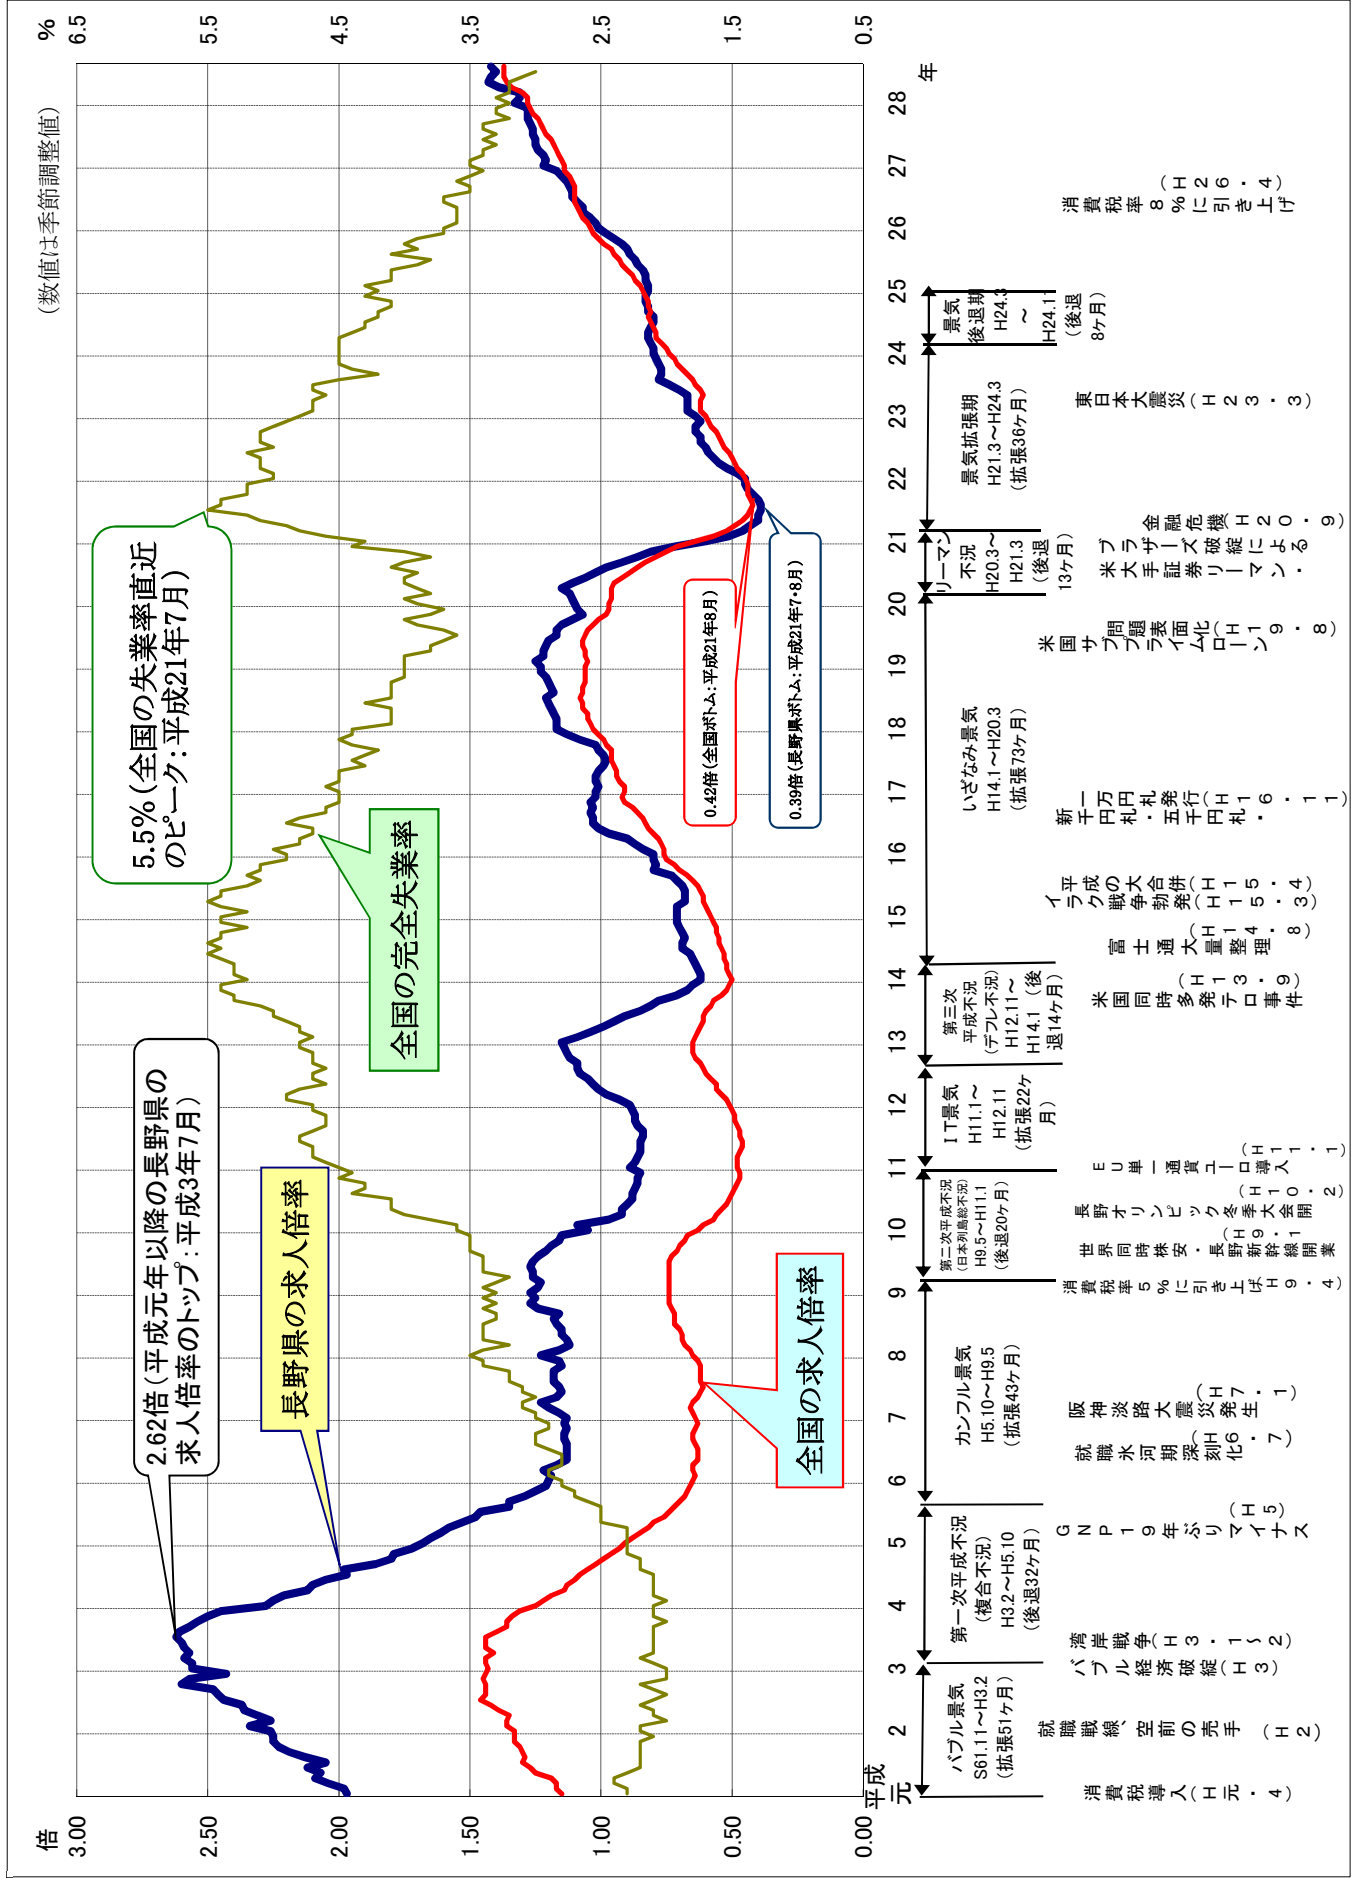 (数値は季節調整値)
倍
%
3.00
2.50
2.00
1.50
1.00
0.50
0.00
6.5
5.5
4.5
3.5
2.5
1.5
0.5
2.62倍(平成元年以降の長野県の
求人倍率のトップ:平成3年7月)
5.5%(全国の失業率直近
のピーク:平成21年7月)
長野県の求人倍率
全国の完全失業率
全国の求人倍率
0.42倍(全国ボトム:平成21年8月)
0.39倍(長野県ボトム:平成21年7・8月)
平成
元
2
3
4
5
6
7
8
9
10
11
12
13
14
15
16
17
18
19
20
21
22
23
24
25
26
27
28
年
バブル景気
S61.11～H3.2
(拡張51ヶ月)
第一次平成不況
(複合不況)
H3.2～H5.10
(後退32ヶ月)
カンフル景気
H5.10～H9.5
(拡張43ヶ月)
第二次平成不況
(日本列島総不況)
H9.5～H11.1
(後退20ヶ月)
IT景気
H11.1～
H12.11
(拡張22ヶ
月)
第三次
平成不況
(デフレ不況)
H12.11～
H14.1 (後
退14ヶ月)
いざなみ景気
H14.1～H20.3
(拡張73ヶ月)
リーマン
不況
H20.3～
H21.3
(後退
13ヶ月)
景気拡張期
H21.3～H24.3
(拡張36ヶ月)
景気
後退期
H24.3
～
H24.11
(後退
8ヶ月)
消費税導入(H元・4)
就職戦線、空前の売手
(H2)
バブル経済破綻(H3)
湾岸戦争(H3・1～2)
GNP19年ぶりマイナス
(H5)
就職氷河期深刻化
(H6・7)
阪神淡路大震災発生
(H7・1)
消費税率5%に引き上げH9・4)
世界同時株安・長野新幹線開業
(H9・1
長野オリンピック冬季大会開
(H10・2)
EU単一通貨ユーロ導入
(H11・1)
米国同時多発テロ事件
(H13・9)
富士通大量整理
(H14・8)
イラク戦争勃発(H15・3)
平成の大合併(H15・4)
新千円札・五千円札・
一万円札発行(H16・11)
米国サブプライムローン
問題表面化(H19・8)
米大手証券リーマン・
ブラザーズ破綻による
金融危機(H20・9)
東日本大震災(H23・3)
消費税率8%に引き上げ
(H26・4)